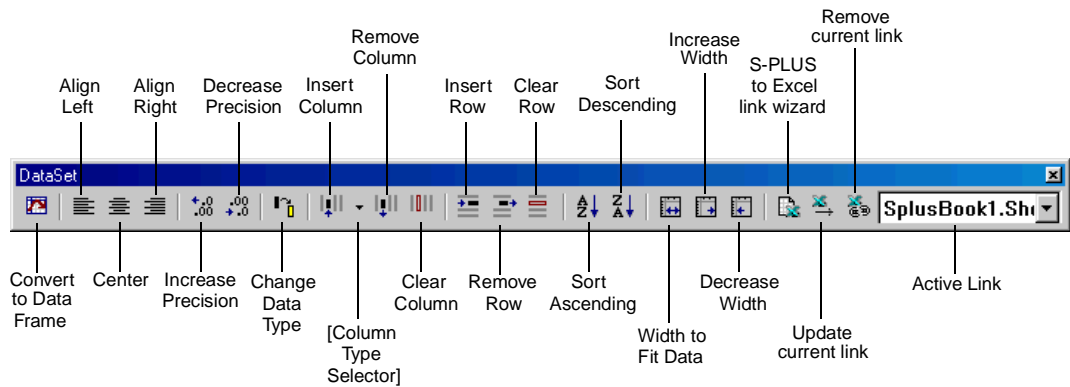 Remove
current link
Remove
Column
Increase
Width
S-PLUS
to Excel
link wizard
Align
Left
Align
Right
Decrease
Precision
Insert
Column
Insert
Row
Clear
Row
Sort
Descending
DataSet
SplusBook1.She
Convert
to Data
Frame
Center
Increase
Precision
Change
Data
Type
[Column
Type
Selector]
Clear
Column
Remove
Row
Sort
Ascending
Width to
Fit Data
Decrease
Width
Update
current link
Active Link